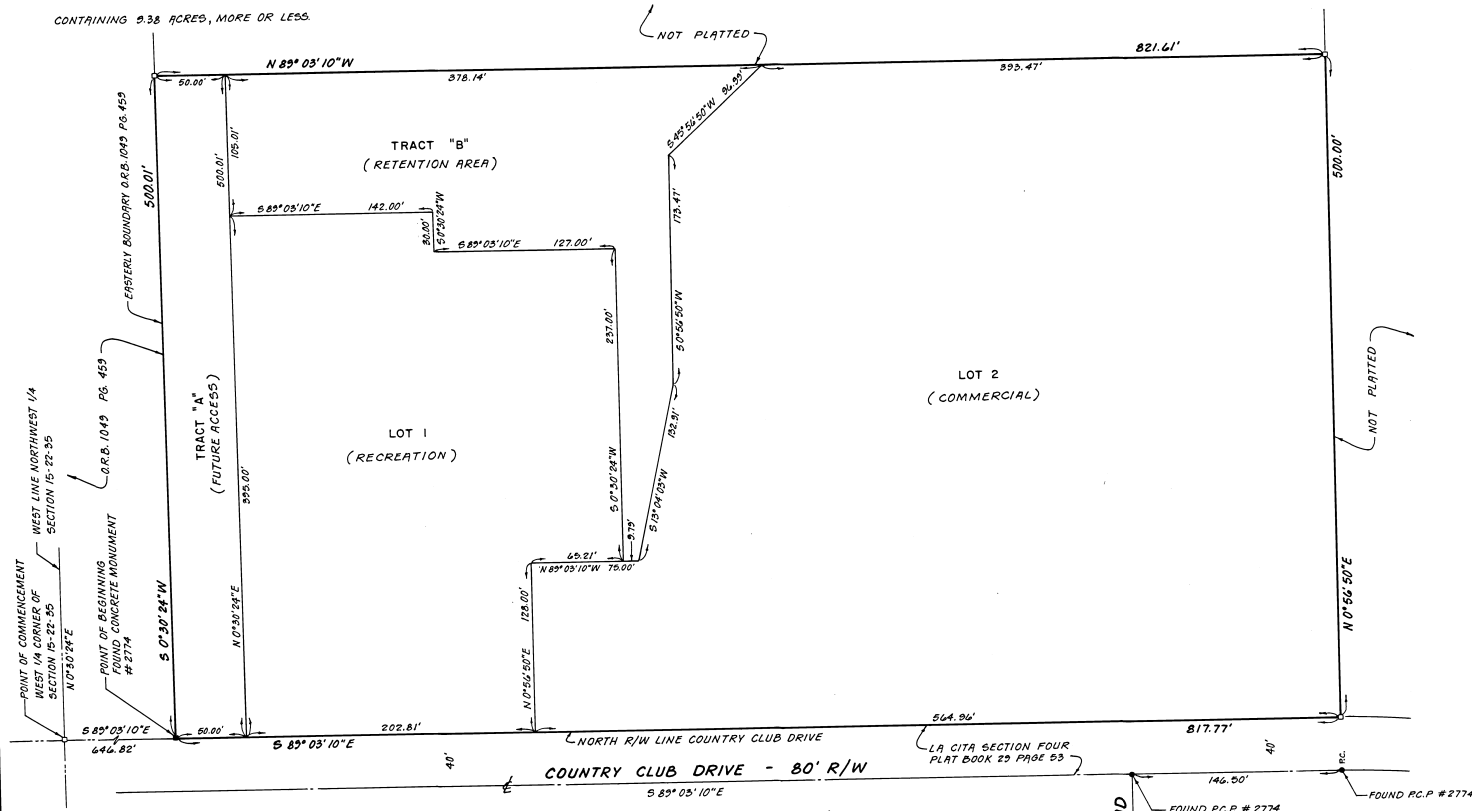 CONTAINING 9.38 ACRES, MORE OR LESS.
NOT PLATTED
N 89° 03' 10" W
821.61'
50.00'
378.14'
393.47'
EASTERLY BOUNDARY O.R.B. 1049 PG. 459
500.01'
105.01'
500.01'
TRACT "B"
(RETENTION AREA)
S 45° 56' 50" W 96.99'
500.00'
S 89° 03' 10" E 142.00'
30.00'
S 0° 30' 24" W
S 89° 03' 10" E 127.00'
173.47'
S 0° 56' 50" W
237.00'
S 0° 30' 24" W
132.91'
S 13° 04' 03" W
9.79'
O.R.B. 1049 PG. 459
TRACT "A"
(FUTURE ACCESS)
395.00'
N 0° 30' 24" E
LOT 1
(RECREATION)
LOT 2
(COMMERCIAL)
NOT PLATTED
65.21'
N 89° 03' 10" W 75.00'
128.00'
N 0° 56' 50" E
N 0° 56' 50" E
S 0° 30' 24" W
WEST LINE NORTHWEST 1/4
SECTION 15-22-35
POINT OF COMMENCEMENT
WEST 1/4 CORNER OF
SECTION 15-22-35
N 0° 30' 24" E
POINT OF BEGINNING
FOUND CONCRETE MONUMENT
# 2774
S 89° 03' 10" E
646.82'
50.00'
202.81'
564.96'
S 89° 03' 10" E
817.77'
NORTH R/W LINE COUNTRY CLUB DRIVE
LA CITA SECTION FOUR
PLAT BOOK 29 PAGE 53
40'
40'
P.C.
COUNTRY CLUB DRIVE - 80' R/W
S 89° 03' 10" E
146.50'
FOUND P.C.P. # 2774
FOUND P.C.P. # 2774